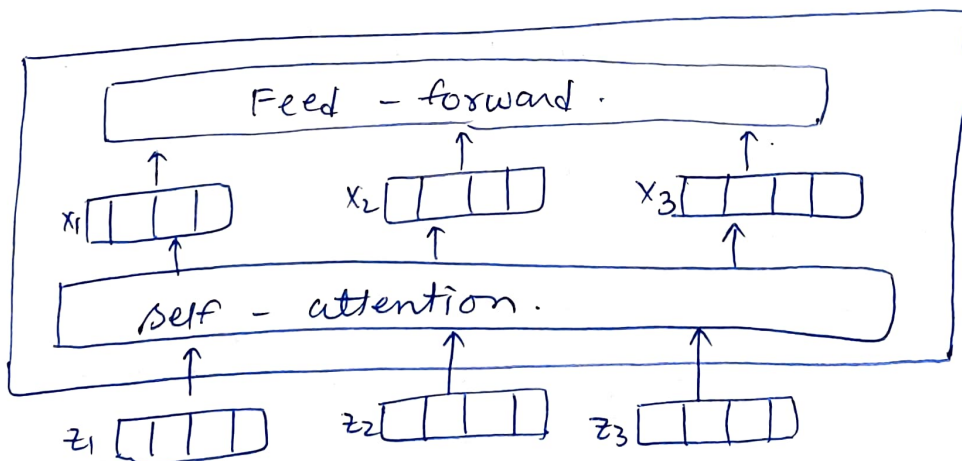 Feed - forward.
x1 x2 x3
self - attention.
z1 z2 z3